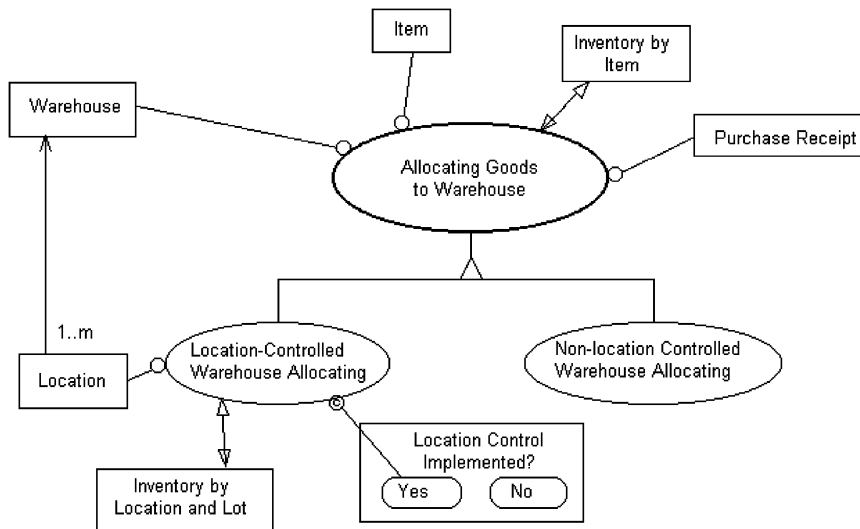 Item
Inventory by
Item
Warehouse
Purchase Receipt
Allocating Goods
to Warehouse
1..m
Location
Location-Controlled
Warehouse Allocating
Non-location Controlled
Warehouse Allocating
c
Location Control
Implemented?
Yes
No
Inventory by
Location and Lot